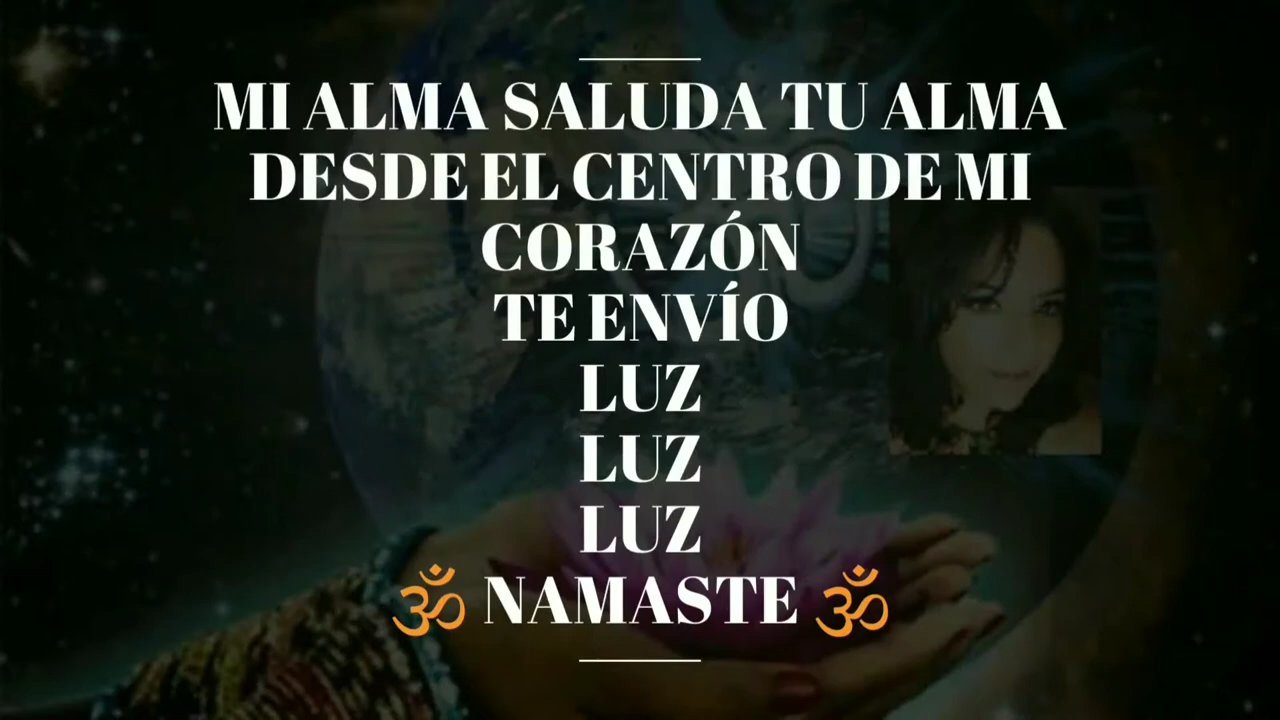 MI ALMA SALUDA TU ALMA
DESDE EL CENTRO DE MI
CORAZÓN
TE ENVÍO
LUZ
LUZ
LUZ
🕉 NAMASTE 🕉